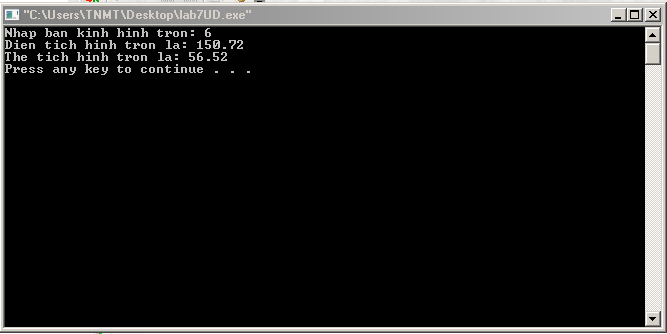 "C:\Users\TNMT\Desktop\lab7UD.exe"
Nhap ban kinh hinh tron: 6
Dien tich hinh tron la: 150.72
The tich hinh tron la: 56.52
Press any key to continue . . .